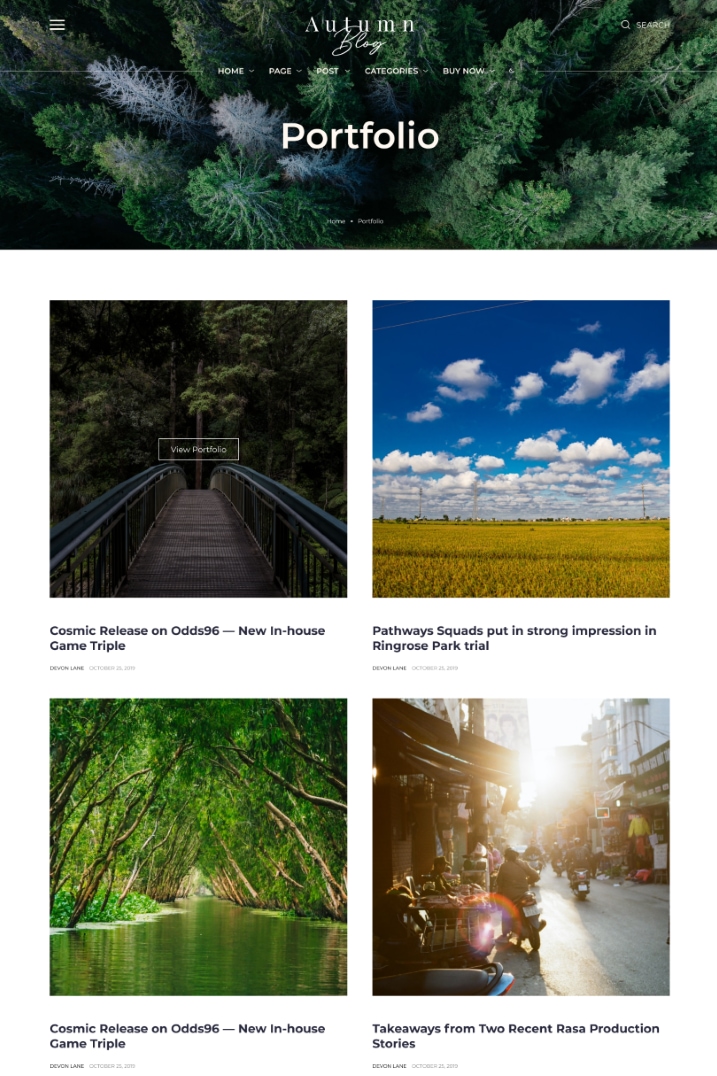 Autumn
Blog
SEARCH
HOME PAGE POST CATEGORIES BUY NOW
Portfolio
Home • Portfolio
View Portfolio
Cosmic Release on Odds96 — New In-house
Game Triple
DEVON LANE OCTOBER 25, 2019
Pathways Squads put in strong impression in
Ringrose Park trial
DEVON LANE OCTOBER 25, 2019
Cosmic Release on Odds96 — New In-house
Game Triple
DEVON LANE OCTOBER 25, 2019
Takeaways from Two Recent Rasa Production
Stories
DEVON LANE OCTOBER 25, 2019